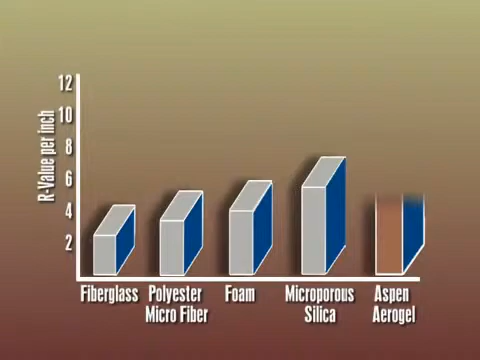 R-Value per inch
12
10
8
6
4
2
Fiberglass
Polyester
Micro Fiber
Foam
Microporous
Silica
Aspen
Aerogel